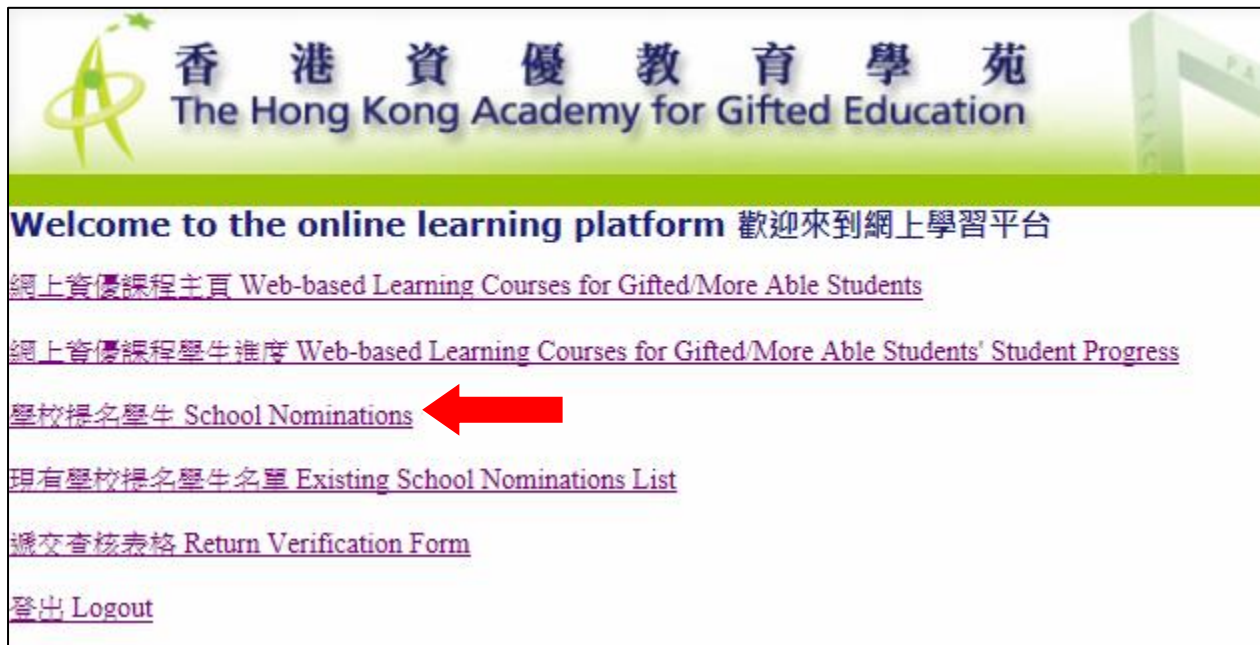 香港資優教育學苑
The Hong Kong Academy for Gifted Education
Welcome to the online learning platform 歡迎來到網上學習平台
網上資優課程主頁 Web-based Learning Courses for Gifted/More Able Students
網上資優課程學生進度 Web-based Learning Courses for Gifted/More Able Students' Student Progress
學校提名學生 School Nominations
現有學校提名學生名單 Existing School Nominations List
遞交查核表格 Return Verification Form
登出 Logout